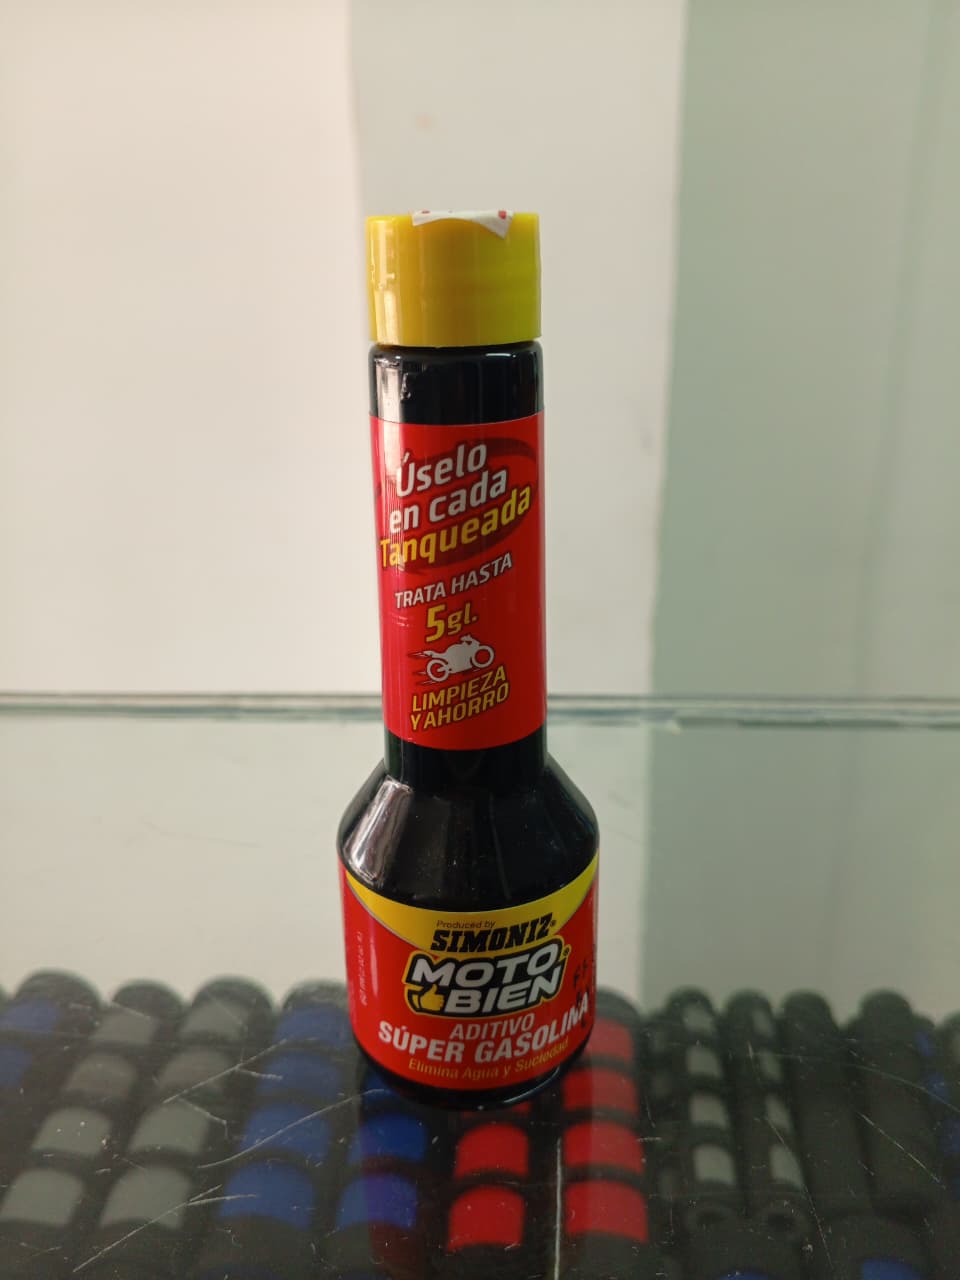 Úselo
en cada
Tanqueada
TRATA HASTA
5gl.
LIMPIEZA
Y AHORRO
Produced by
SIMONIZ®
MOTO
BIEN®
ADITIVO
SÚPER GASOLINA
Elimina Agua y Suciedad